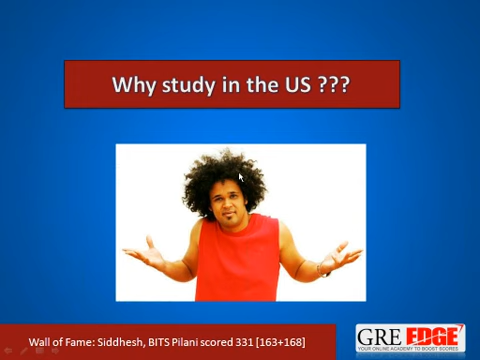 Why study in the US ???
Wall of Fame: Siddhesh, BITS Pilani scored 331 [163+168]
GRE EDGE
YOUR ONLINE ACADEMY TO BOOST SCORES